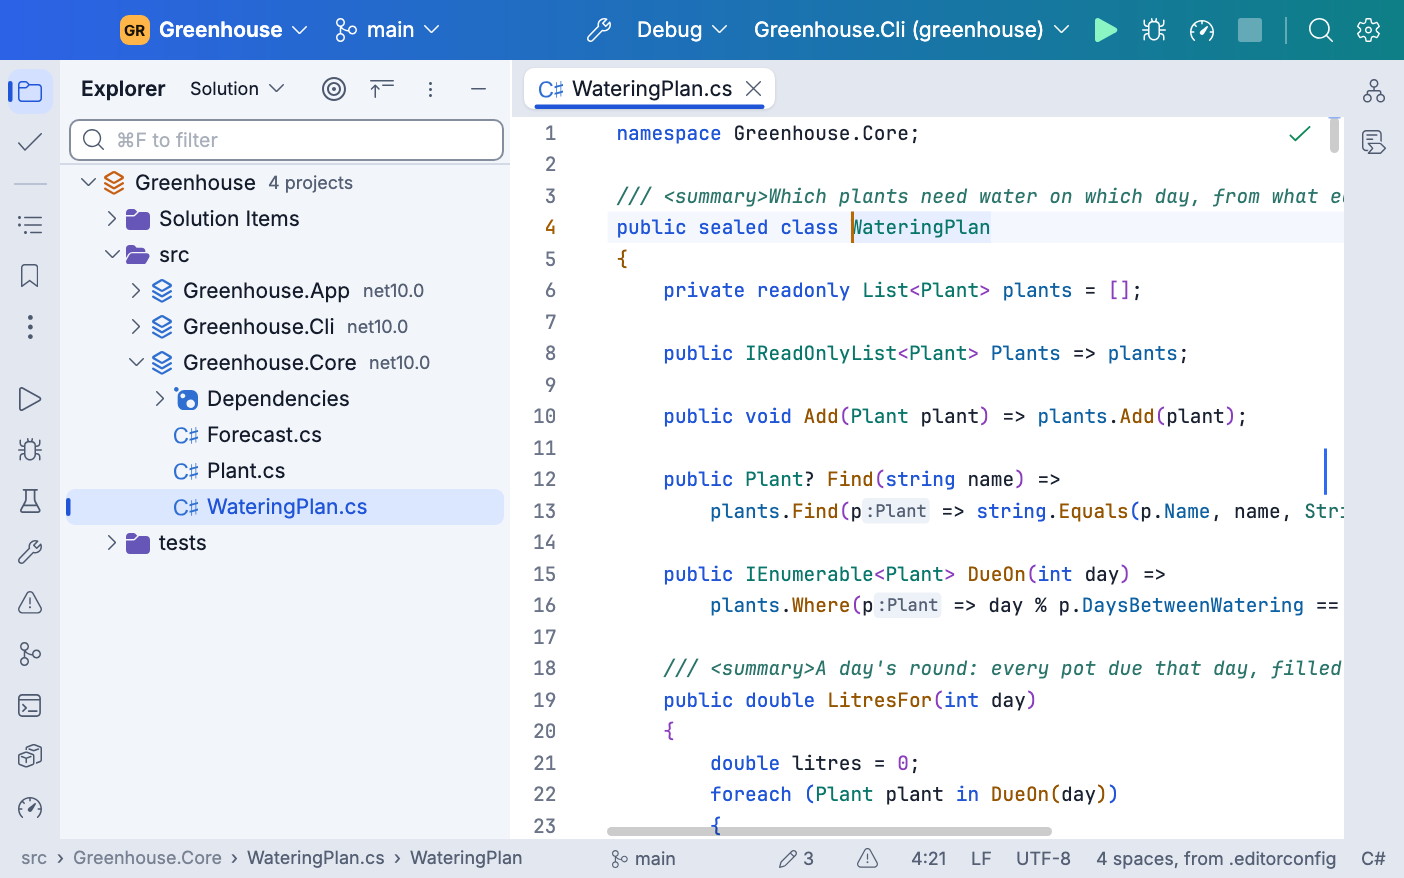 GR Greenhouse main Debug Greenhouse.Cli (greenhouse)
Explorer Solution
⌘F to filter
Greenhouse 4 projects
Solution Items
src
Greenhouse.App net10.0
Greenhouse.Cli net10.0
Greenhouse.Core net10.0
Dependencies
C# Forecast.cs
C# Plant.cs
C# WateringPlan.cs
tests
C# WateringPlan.cs
1 namespace Greenhouse.Core;
2
3 /// <summary>Which plants need water on which day, from what e
4 public sealed class WateringPlan
5 {
6 private readonly List<Plant> plants = [];
7
8 public IReadOnlyList<Plant> Plants => plants;
9
10 public void Add(Plant plant) => plants.Add(plant);
11
12 public Plant? Find(string name) =>
13 plants.Find(p :Plant => string.Equals(p.Name, name, Stri
14
15 public IEnumerable<Plant> DueOn(int day) =>
16 plants.Where(p :Plant => day % p.DaysBetweenWatering ==
17
18 /// <summary>A day's round: every pot due that day, filled
19 public double LitresFor(int day)
20 {
21 double litres = 0;
22 foreach (Plant plant in DueOn(day))
23 {
src › Greenhouse.Core › WateringPlan.cs › WateringPlan main 3 4:21 LF UTF-8 4 spaces, from .editorconfig C#